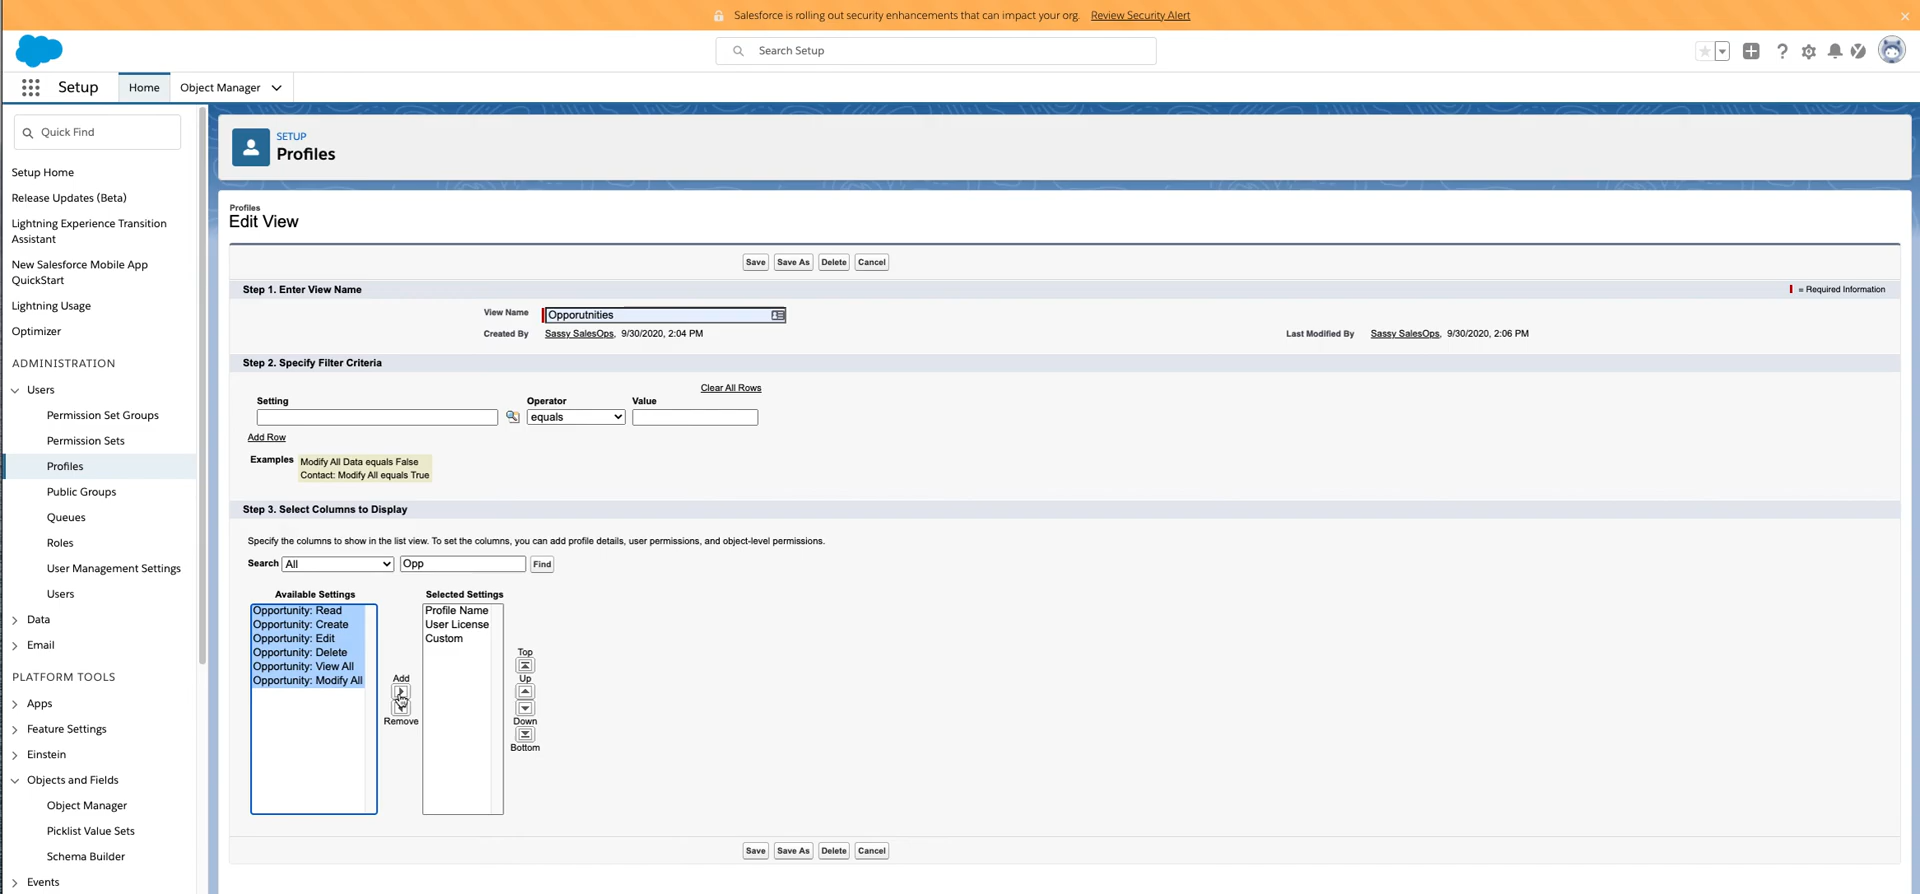 Salesforce is rolling out security enhancements that can impact your org. Review Security Alert
Search Setup
Setup
Home
Object Manager
Quick Find
Setup Home
Release Updates (Beta)
Lightning Experience Transition
Assistant
New Salesforce Mobile App
QuickStart
Lightning Usage
Optimizer
ADMINISTRATION
Users
Permission Set Groups
Permission Sets
Profiles
Public Groups
Queues
Roles
User Management Settings
Users
Data
Email
PLATFORM TOOLS
Apps
Feature Settings
Einstein
Objects and Fields
Object Manager
Picklist Value Sets
Schema Builder
Events
SETUP
Profiles
Profiles
Edit View
Save Save As Delete Cancel
Step 1. Enter View Name
= Required Information
View Name Opporutnities
Created By Sassy SalesOps, 9/30/2020, 2:04 PM
Last Modified By Sassy SalesOps, 9/30/2020, 2:06 PM
Step 2. Specify Filter Criteria
Clear All Rows
Setting Operator Value
equals
Add Row
Examples Modify All Data equals False
Contact: Modify All equals True
Step 3. Select Columns to Display
Specify the columns to show in the list view. To set the columns, you can add profile details, user permissions, and object-level permissions.
Search All Opp Find
Available Settings
Opportunity: Read
Opportunity: Create
Opportunity: Edit
Opportunity: Delete
Opportunity: View All
Opportunity: Modify All
Add
Remove
Selected Settings
Profile Name
User License
Custom
Top
Up
Down
Bottom
Save Save As Delete Cancel